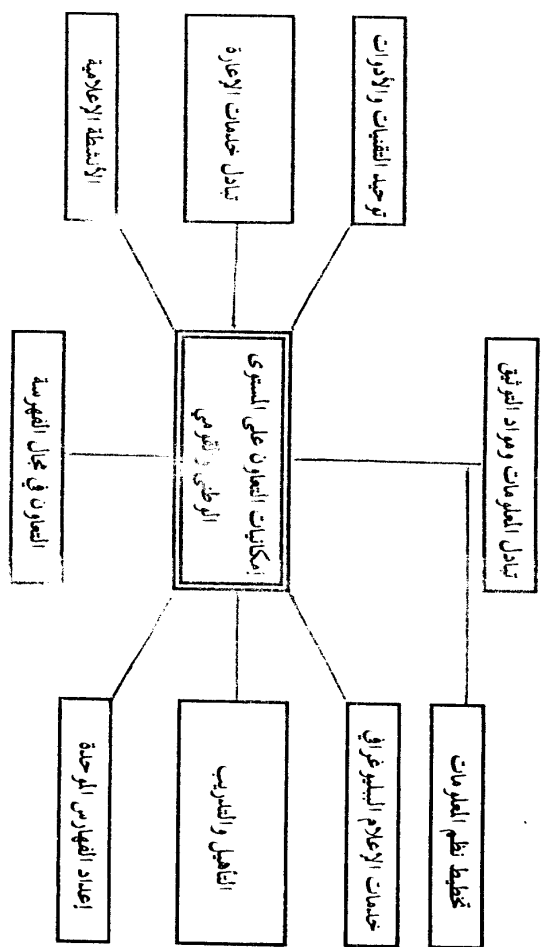 تبادل المعلومات ومواد التوثيق
تخطيط نظم المعلومات
خدمات الإعلام الببليوغرافي
توحيد التقنيات والأدوات
التأهيل والتدريب
إمكانيات التعاون على المستوى
الوطني والقومي
تبادل خدمات الإعارة
إعداد الفهارس الموحدة
الأنشطة الإعلامية
التعاون في مجال الفهرسة